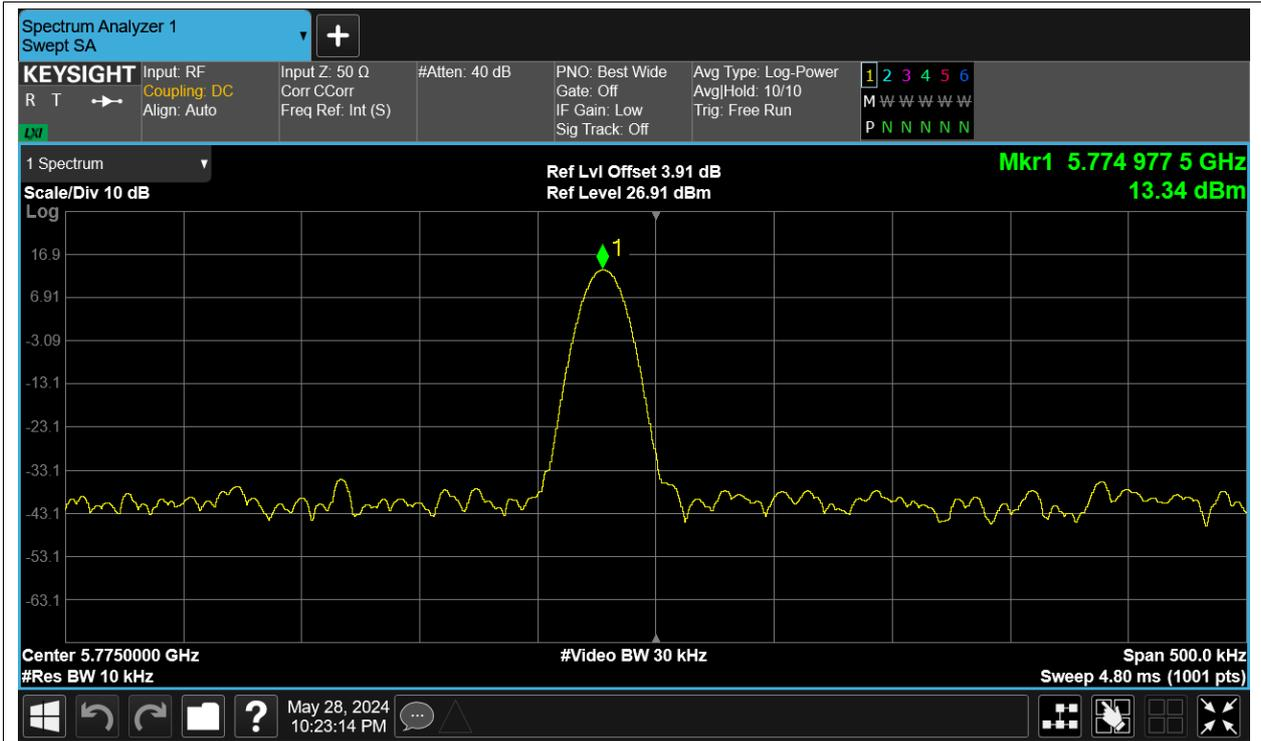 Spectrum Analyzer 1
Swept SA
+
KEYSIGHT
R T
LXI
Input: RF
Coupling: DC
Align: Auto
Input Z: 50 Ω
Corr CCorr
Freq Ref: Int (S)
#Atten: 40 dB
PNO: Best Wide
Gate: Off
IF Gain: Low
Sig Track: Off
Avg Type: Log-Power
Avg|Hold: 10/10
Trig: Free Run
1 2 3 4 5 6
M W W W W W
P N N N N N
1 Spectrum
Scale/Div 10 dB
Ref Lvl Offset 3.91 dB
Ref Level 26.91 dBm
Mkr1 5.774 977 5 GHz
13.34 dBm
Log
1
16.9
6.91
-3.09
-13.1
-23.1
-33.1
-43.1
-53.1
-63.1
Center 5.7750000 GHz
#Video BW 30 kHz
Span 500.0 kHz
#Res BW 10 kHz
Sweep 4.80 ms (1001 pts)
?
May 28, 2024
10:23:14 PM